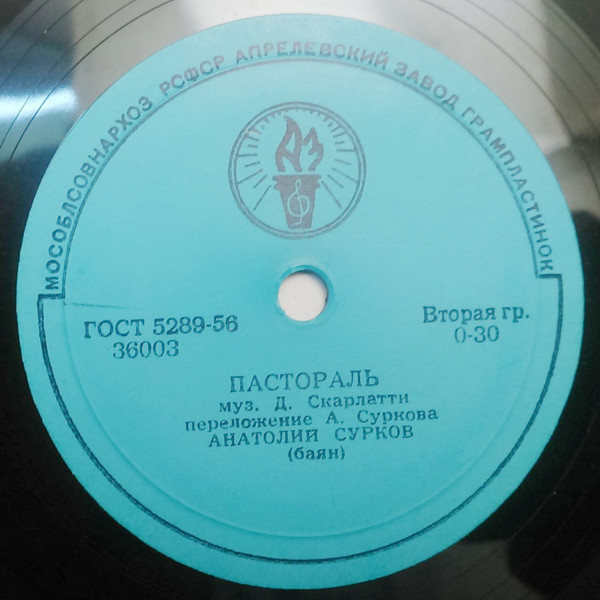 МОСОБЛСОВНАРХОЗ РСФСР АПРЕЛЕВСКИЙ ЗАВОД ГРАМПЛАСТИНОК
АЗ
ГОСТ 5289-56
36003
Вторая гр.
0-30
ПАСТОРАЛЬ
муз. Д. Скарлатти
переложение А. Суркова
АНАТОЛИЙ СУРКОВ
(баян)